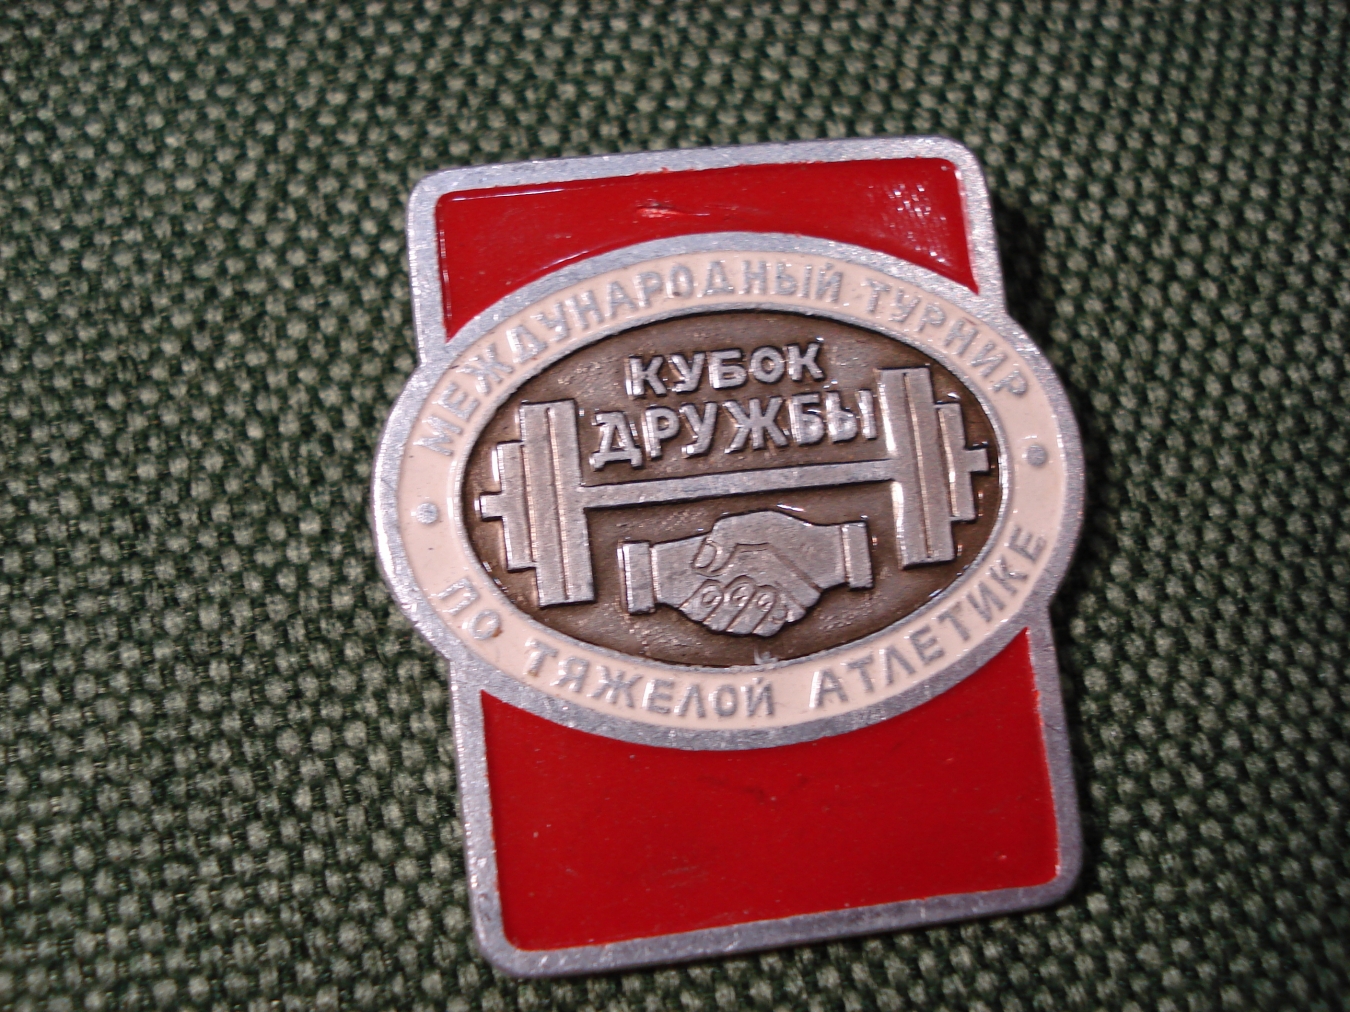 МЕЖДУНАРОДНЫЙ ТУРНИР
КУБОК
ДРУЖБЫ
ПО ТЯЖЕЛОЙ АТЛЕТИКЕ